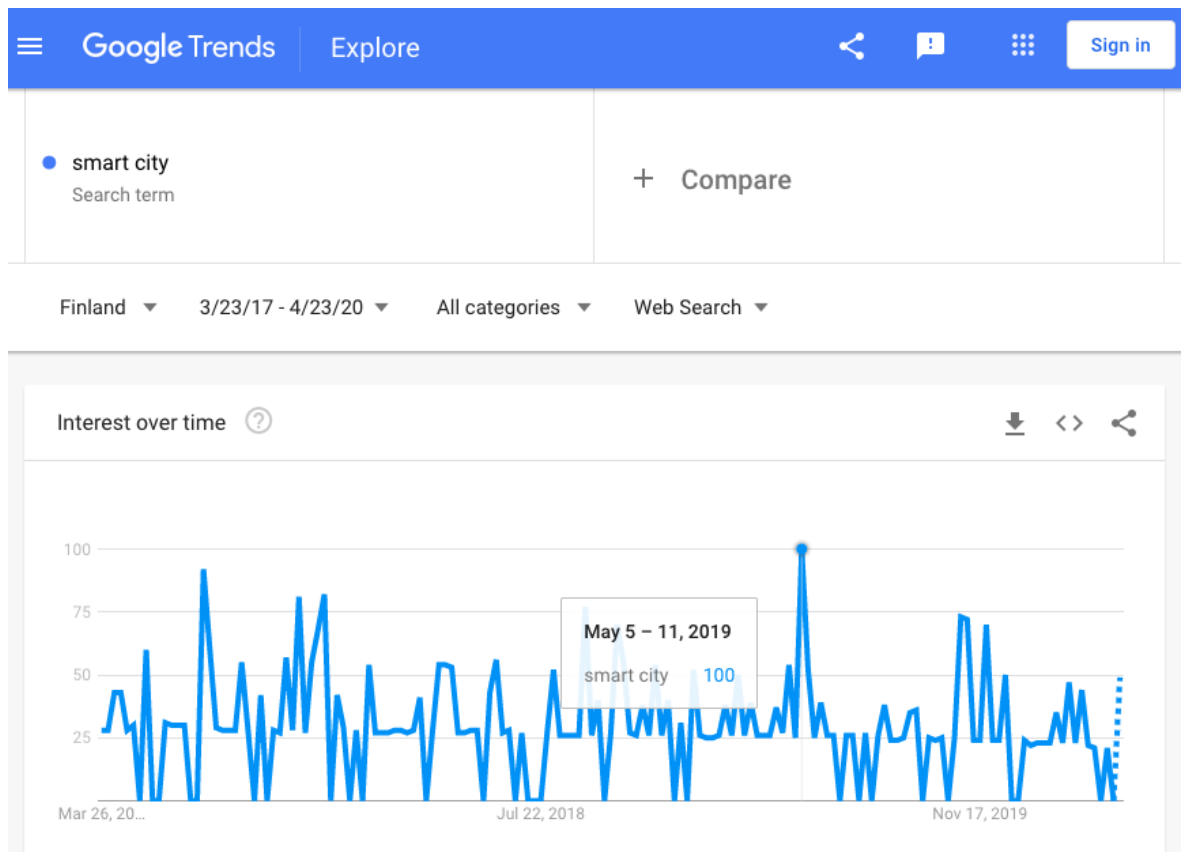 Google Trends Explore ! Sign in
smart city
Search term
+ Compare
Finland 3/23/17 - 4/23/20 All categories Web Search
Interest over time ?
100
75
50
25
May 5 – 11, 2019
smart city 100
Mar 26, 20... Jul 22, 2018 Nov 17, 2019